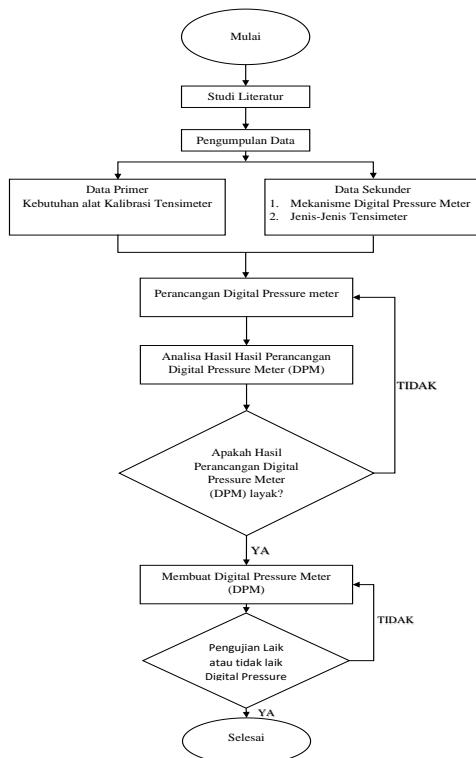 Mulai
Studi Literatur
Pengumpulan Data
Data Primer
Kebutuhan alat Kalibrasi Tensimeter
Data Sekunder
1. Mekanisme Digital Pressure Meter
2. Jenis-Jenis Tensimeter
Perancangan Digital Pressure meter
Analisa Hasil Hasil Perancangan
Digital Pressure Meter (DPM)
TIDAK
Apakah Hasil
Perancangan Digital
Pressure Meter
(DPM) layak?
YA
Membuat Digital Pressure Meter
(DPM)
TIDAK
Pengujian Laik
atau tidak laik
Digital Pressure
YA
Selesai